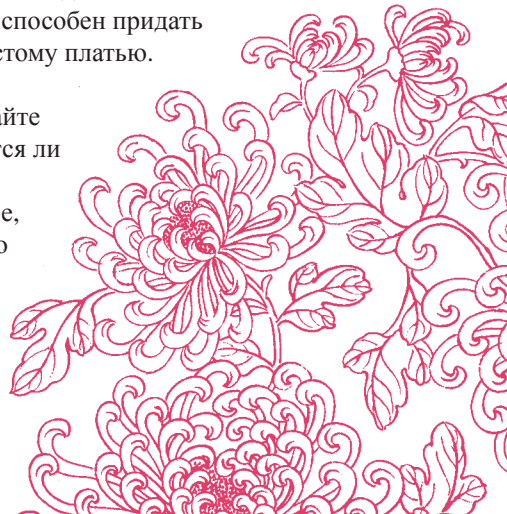 способен придать
стому платью.
айте
тся ли
е,
о